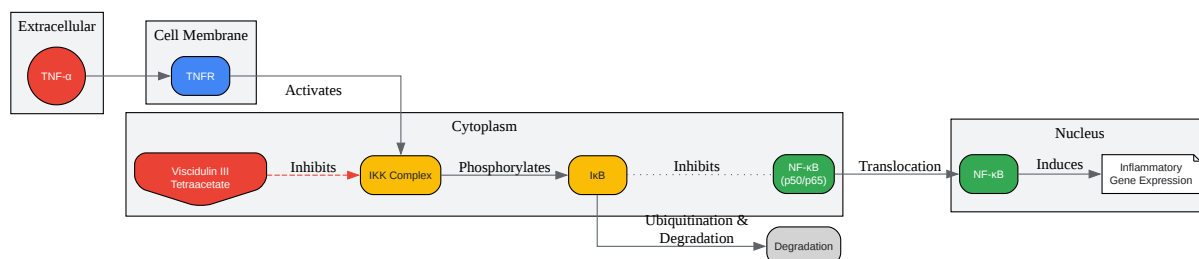 Extracellular
TNF-α
Cell Membrane
TNFR
Activates
Cytoplasm
Viscidulin III
Tetraacetate
Inhibits
IKK Complex
Phosphorylates
IκB
Inhibits
NF-κB
(p50/p65)
Translocation
Nucleus
NF-κB
Induces
Inflammatory
Gene Expression
Ubiquitination &
Degradation
Degradation